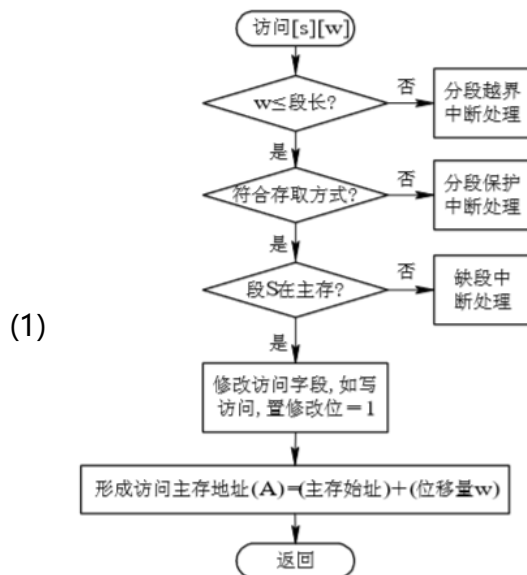 访问[s][w]
w≤段长?
否
分段越界
中断处理
是
符合存取方式?
否
分段保护
中断处理
是
段S在主存?
否
缺段中
断处理
(1)
是
修改访问字段,如写
访问,置修改位=1
形成访问主存地址(A)=(主存始址)+(位移量w)
返回